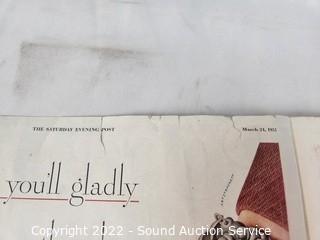 THE SATURDAY EVENING POST
March 24, 1951
you'll gladly
Copyright 2022 - Sound Auction Service